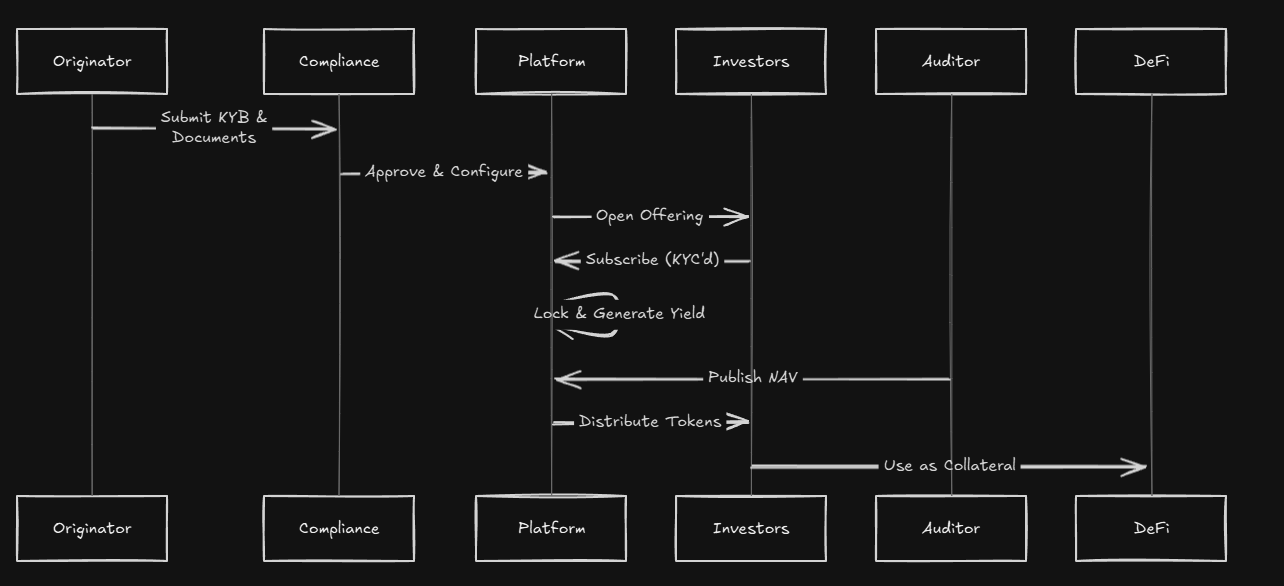 Originator
Compliance
Platform
Investors
Auditor
DeFi
Submit KYB &
Documents
Approve & Configure
Open Offering
Subscribe (KYC'd)
Lock & Generate Yield
Publish NAV
Distribute Tokens
Use as Collateral
Originator
Compliance
Platform
Investors
Auditor
DeFi